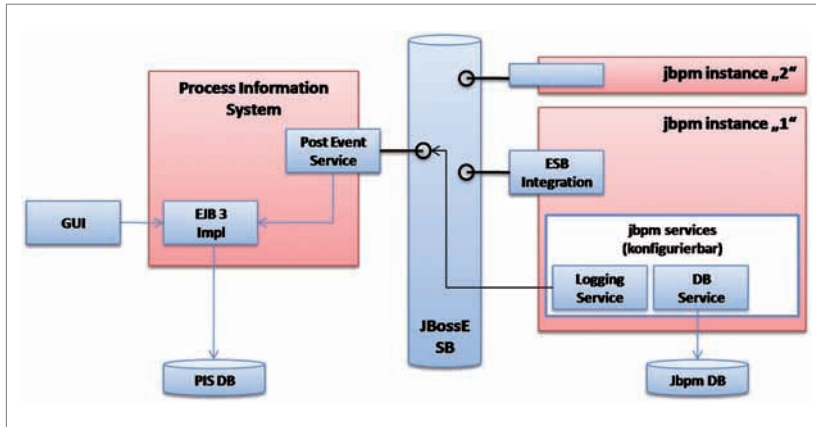 Process Information
System
Post Event
Service
GUI
EJB 3
Impl
PIS DB
JBossE
SB
jbpm instance „2“
jbpm instance „1“
ESB
Integration
jbpm services
(konfigurierbar)
Logging
Service
DB
Service
Jbpm DB